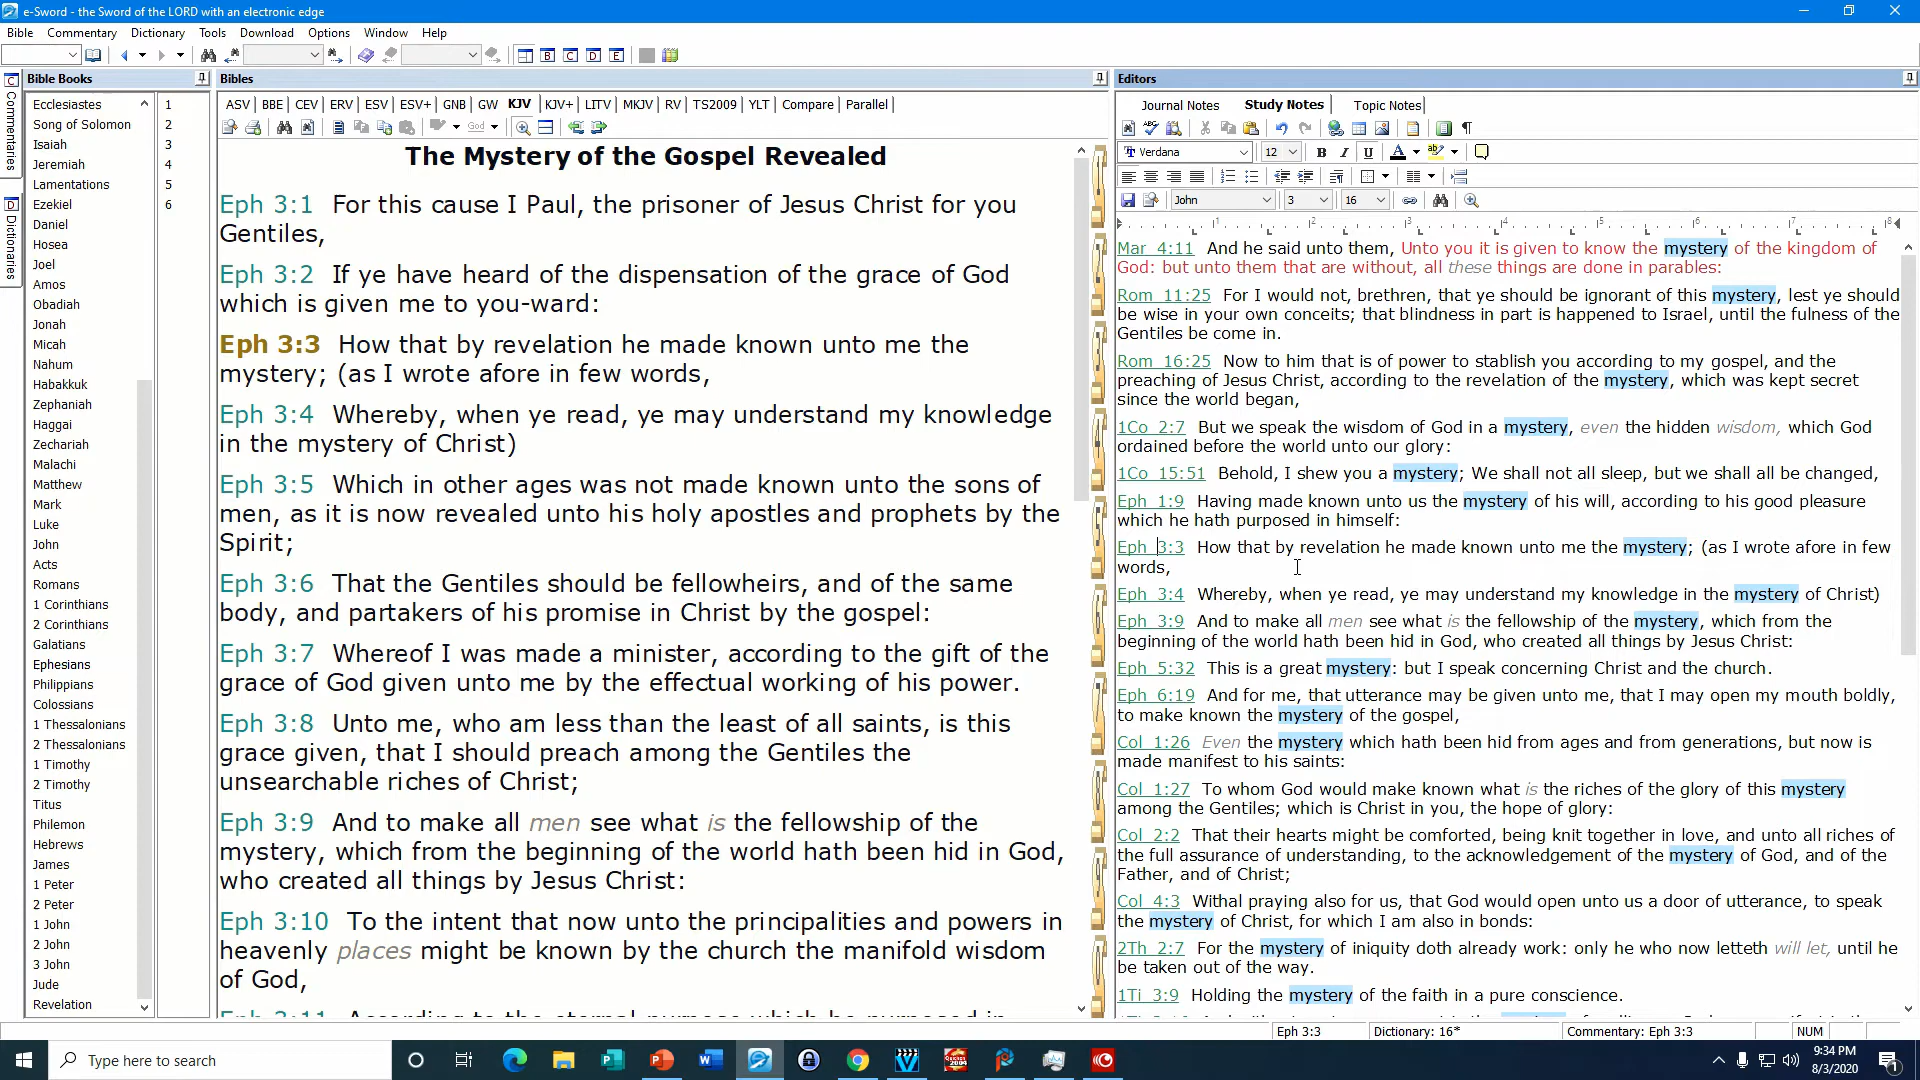 e-Sword - the Sword of the LORD with an electronic edge
Bible Commentary Dictionary Tools Download Options Window Help
B C D E
Commentaries
Dictionaries
Bible Books
Ecclesiastes
Song of Solomon
Isaiah
Jeremiah
Lamentations
Ezekiel
Daniel
Hosea
Joel
Amos
Obadiah
Jonah
Micah
Nahum
Habakkuk
Zephaniah
Haggai
Zechariah
Malachi
Matthew
Mark
Luke
John
Acts
Romans
1 Corinthians
2 Corinthians
Galatians
Ephesians
Philippians
Colossians
1 Thessalonians
2 Thessalonians
1 Timothy
2 Timothy
Titus
Philemon
Hebrews
James
1 Peter
2 Peter
1 John
2 John
3 John
Jude
Revelation
1
2
3
4
5
6
Bibles
ASV BBE CEV ERV ESV ESV+ GNB GW KJV KJV+ LITV MKJV RV TS2009 YLT Compare Parallel
God
The Mystery of the Gospel Revealed
Eph 3:1 For this cause I Paul, the prisoner of Jesus Christ for you
Gentiles,
Eph 3:2 If ye have heard of the dispensation of the grace of God
which is given me to you-ward:
Eph 3:3 How that by revelation he made known unto me the
mystery; (as I wrote afore in few words,
Eph 3:4 Whereby, when ye read, ye may understand my knowledge
in the mystery of Christ)
Eph 3:5 Which in other ages was not made known unto the sons of
men, as it is now revealed unto his holy apostles and prophets by the
Spirit;
Eph 3:6 That the Gentiles should be fellowheirs, and of the same
body, and partakers of his promise in Christ by the gospel:
Eph 3:7 Whereof I was made a minister, according to the gift of the
grace of God given unto me by the effectual working of his power.
Eph 3:8 Unto me, who am less than the least of all saints, is this
grace given, that I should preach among the Gentiles the
unsearchable riches of Christ;
Eph 3:9 And to make all men see what is the fellowship of the
mystery, which from the beginning of the world hath been hid in God,
who created all things by Jesus Christ:
Eph 3:10 To the intent that now unto the principalities and powers in
heavenly places might be known by the church the manifold wisdom
of God,
Eph 3:11 According to the eternal purpose which he purposed in
Editors
Journal Notes Study Notes Topic Notes
Verdana 12 B I U A ab
John 3 16
1 2 3 4 5 6 7 8
Mar 4:11 And he said unto them, Unto you it is given to know the mystery of the kingdom of
God: but unto them that are without, all these things are done in parables:
Rom 11:25 For I would not, brethren, that ye should be ignorant of this mystery, lest ye should
be wise in your own conceits; that blindness in part is happened to Israel, until the fulness of the
Gentiles be come in.
Rom 16:25 Now to him that is of power to stablish you according to my gospel, and the
preaching of Jesus Christ, according to the revelation of the mystery, which was kept secret
since the world began,
1Co 2:7 But we speak the wisdom of God in a mystery, even the hidden wisdom, which God
ordained before the world unto our glory:
1Co 15:51 Behold, I shew you a mystery; We shall not all sleep, but we shall all be changed,
Eph 1:9 Having made known unto us the mystery of his will, according to his good pleasure
which he hath purposed in himself:
Eph 3:3 How that by revelation he made known unto me the mystery; (as I wrote afore in few
words,
Eph 3:4 Whereby, when ye read, ye may understand my knowledge in the mystery of Christ)
Eph 3:9 And to make all men see what is the fellowship of the mystery, which from the
beginning of the world hath been hid in God, who created all things by Jesus Christ:
Eph 5:32 This is a great mystery: but I speak concerning Christ and the church.
Eph 6:19 And for me, that utterance may be given unto me, that I may open my mouth boldly,
to make known the mystery of the gospel,
Col 1:26 Even the mystery which hath been hid from ages and from generations, but now is
made manifest to his saints:
Col 1:27 To whom God would make known what is the riches of the glory of this mystery
among the Gentiles; which is Christ in you, the hope of glory:
Col 2:2 That their hearts might be comforted, being knit together in love, and unto all riches of
the full assurance of understanding, to the acknowledgement of the mystery of God, and of the
Father, and of Christ;
Col 4:3 Withal praying also for us, that God would open unto us a door of utterance, to speak
the mystery of Christ, for which I am also in bonds:
2Th 2:7 For the mystery of iniquity doth already work: only he who now letteth will let, until he
be taken out of the way.
1Ti 3:9 Holding the mystery of the faith in a pure conscience.
Eph 3:3 Dictionary: 16* Commentary: Eph 3:3 NUM
Type here to search
9:34 PM
8/3/2020
1